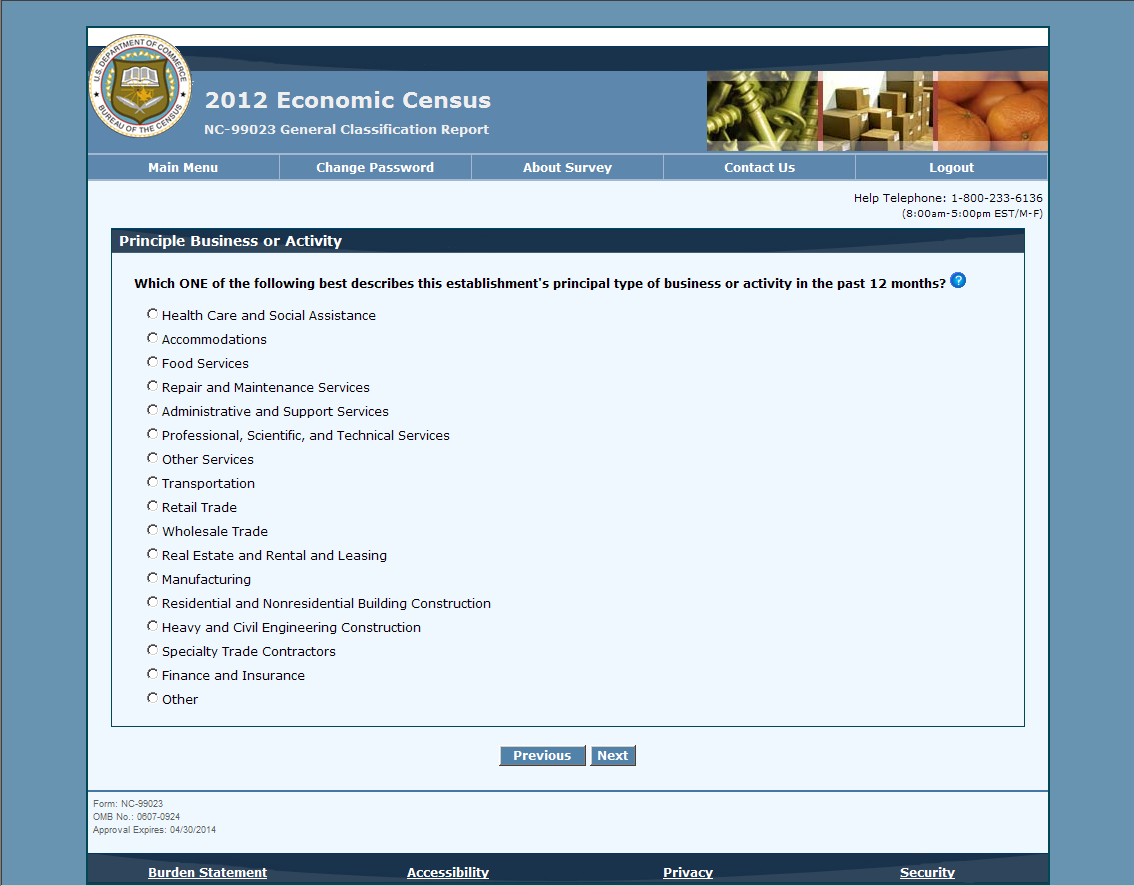 U.S. DEPARTMENT OF COMMERCE
BUREAU OF THE CENSUS
2012 Economic Census
NC-99023 General Classification Report
Main Menu
Change Password
About Survey
Contact Us
Logout
Help Telephone: 1-800-233-6136
(8:00am-5:00pm EST/M-F)
Principle Business or Activity
Which ONE of the following best describes this establishment's principal type of business or activity in the past 12 months? ?
Health Care and Social Assistance
Accommodations
Food Services
Repair and Maintenance Services
Administrative and Support Services
Professional, Scientific, and Technical Services
Other Services
Transportation
Retail Trade
Wholesale Trade
Real Estate and Rental and Leasing
Manufacturing
Residential and Nonresidential Building Construction
Heavy and Civil Engineering Construction
Specialty Trade Contractors
Finance and Insurance
Other
Previous
Next
Form: NC-99023
OMB No.: 0607-0924
Approval Expires: 04/30/2014
Burden Statement
Accessibility
Privacy
Security